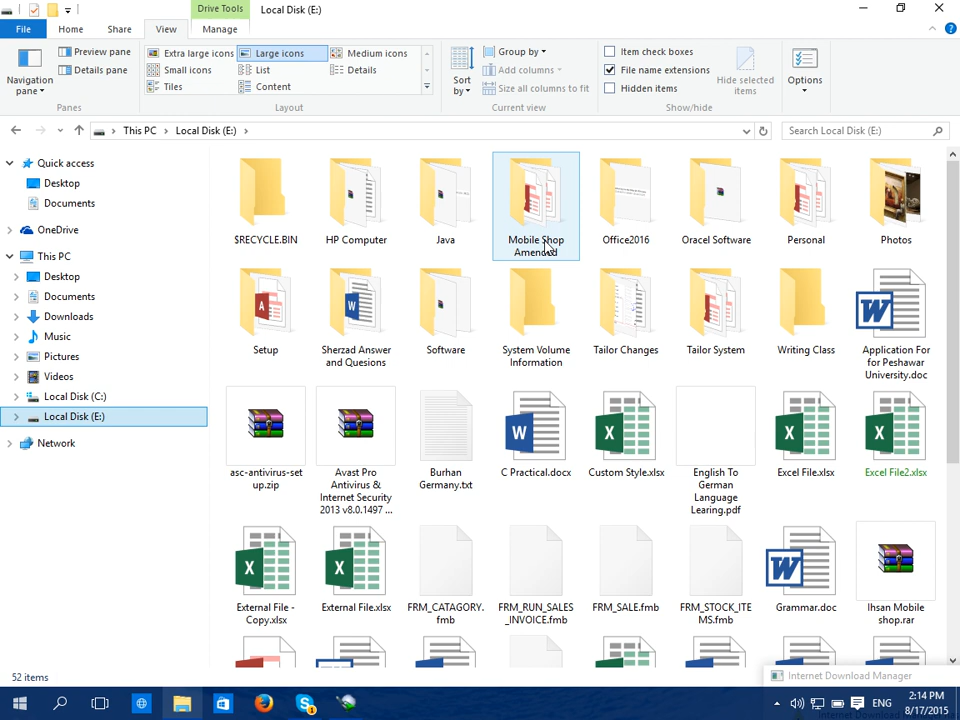 Drive Tools
Local Disk (E:)
File
Home
Share
View
Manage
Navigation pane
Preview pane
Details pane
Panes
Extra large icons
Large icons
Medium icons
Small icons
List
Details
Tiles
Content
Layout
Sort by
Group by
Add columns
Size all columns to fit
Current view
Item check boxes
File name extensions
Hidden items
Hide selected items
Show/hide
Options
This PC
Local Disk (E:)
Search Local Disk (E:)
Quick access
Desktop
Documents
OneDrive
This PC
Desktop
Documents
Downloads
Music
Pictures
Videos
Local Disk (C:)
Local Disk (E:)
Network
$RECYCLE.BIN
HP Computer
Java
Mobile Shop
Amended
Office2016
Oracel Software
Personal
Photos
Setup
Sherzad Answer
and Quesions
Software
System Volume
Information
Tailor Changes
Tailor System
Writing Class
Application For
for Peshawar
University.doc
asc-antivirus-set
up.zip
Avast Pro
Antivirus &
Internet Security
2013 v8.0.1497 ...
Burhan
Germany.txt
C Practical.docx
Custom Style.xlsx
English To
German
Language
Learing.pdf
Excel File.xlsx
Excel File2.xlsx
External File -
Copy.xlsx
External File.xlsx
FRM_CATAGORY.
fmb
FRM_RUN_SALES
_INVOICE.fmb
FRM_SALE.fmb
FRM_STOCK_ITE
MS.fmb
Grammar.doc
Ihsan Mobile
shop.rar
52 items
Internet Download Manager
ENG
2:14 PM
8/17/2015